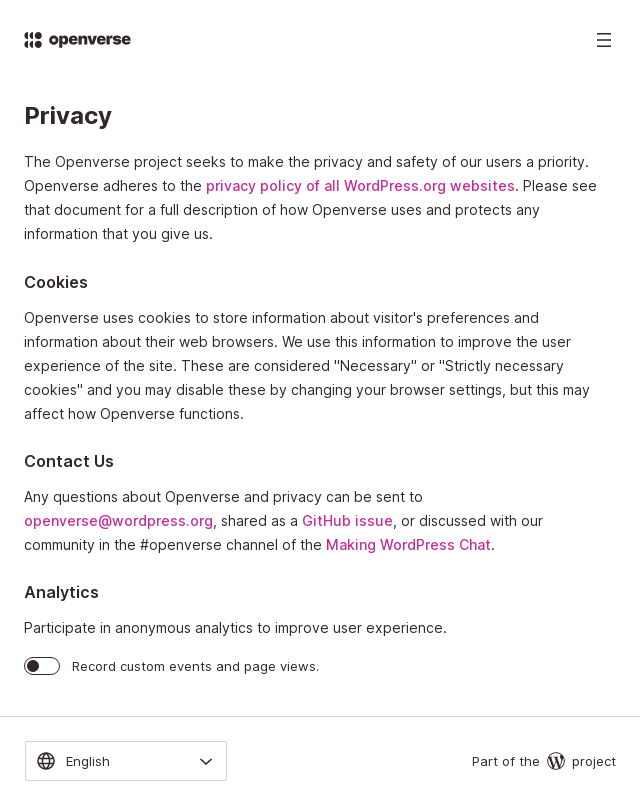 openverse
Privacy
The Openverse project seeks to make the privacy and safety of our users a priority.
Openverse adheres to the privacy policy of all WordPress.org websites. Please see
that document for a full description of how Openverse uses and protects any
information that you give us.
Cookies
Openverse uses cookies to store information about visitor's preferences and
information about their web browsers. We use this information to improve the user
experience of the site. These are considered "Necessary" or "Strictly necessary
cookies" and you may disable these by changing your browser settings, but this may
affect how Openverse functions.
Contact Us
Any questions about Openverse and privacy can be sent to
openverse@wordpress.org, shared as a GitHub issue, or discussed with our
community in the #openverse channel of the Making WordPress Chat.
Analytics
Participate in anonymous analytics to improve user experience.
Record custom events and page views.
English
Part of the project